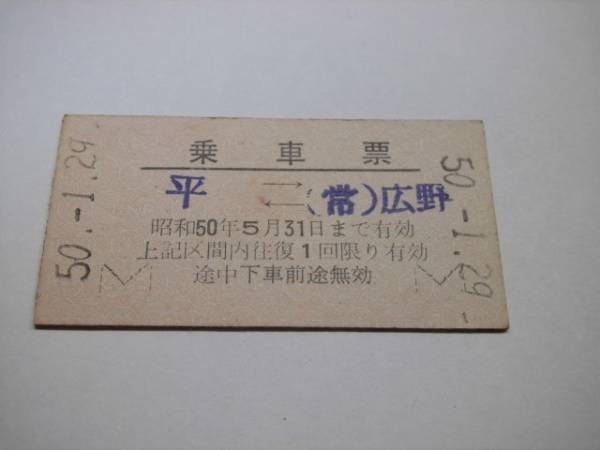 乗車票
平 ⇄ (常)広野
昭和50年5月31日まで有効
上記区間内往復1回限り有効
途中下車前途無効
50.-1.29.
50.-1.29.